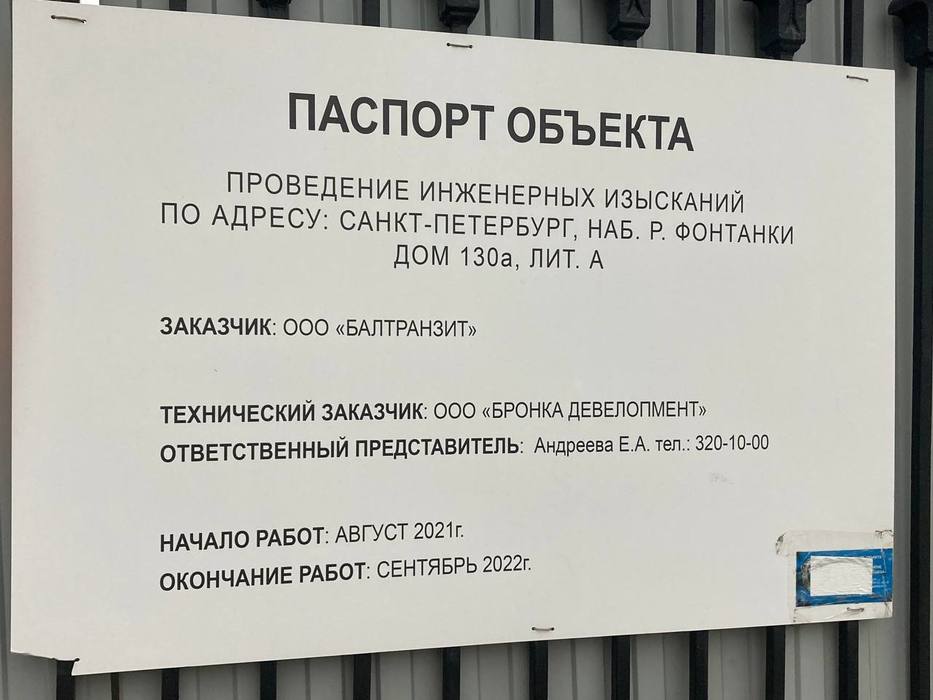 ПАСПОРТ ОБЪЕКТА
ПРОВЕДЕНИЕ ИНЖЕНЕРНЫХ ИЗЫСКАНИЙ
ПО АДРЕСУ: САНКТ-ПЕТЕРБУРГ, НАБ. Р. ФОНТАНКИ
ДОМ 130а, ЛИТ. А
ЗАКАЗЧИК: ООО «БАЛТРАНЗИТ»
ТЕХНИЧЕСКИЙ ЗАКАЗЧИК: ООО «БРОНКА ДЕВЕЛОПМЕНТ»
ОТВЕТСТВЕННЫЙ ПРЕДСТАВИТЕЛЬ: Андреева Е.А. тел.: 320-10-00
НАЧАЛО РАБОТ: АВГУСТ 2021г.
ОКОНЧАНИЕ РАБОТ: СЕНТЯБРЬ 2022г.